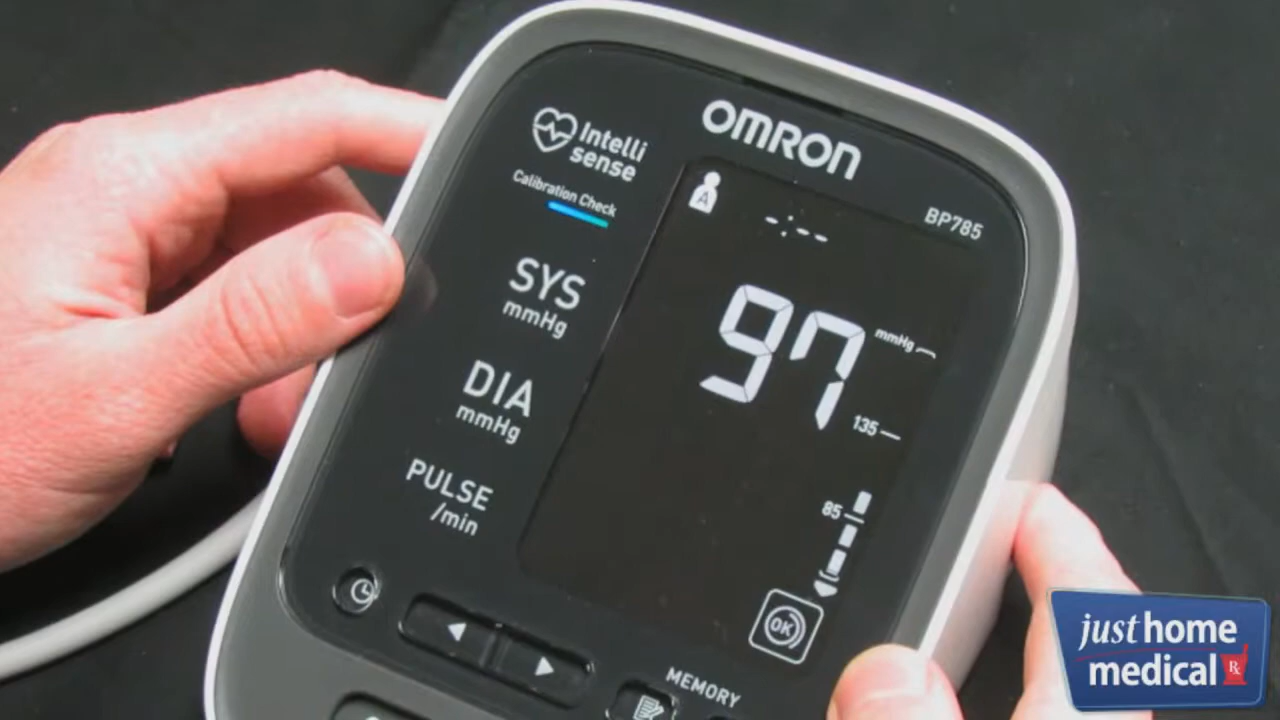 OMRON
Intelli
sense
Calibration Check
BP785
A
-:--
SYS
mmHg
97
mmHg
135
DIA
mmHg
85
PULSE
/min
OK
MEMORY
just home
medical
Rx